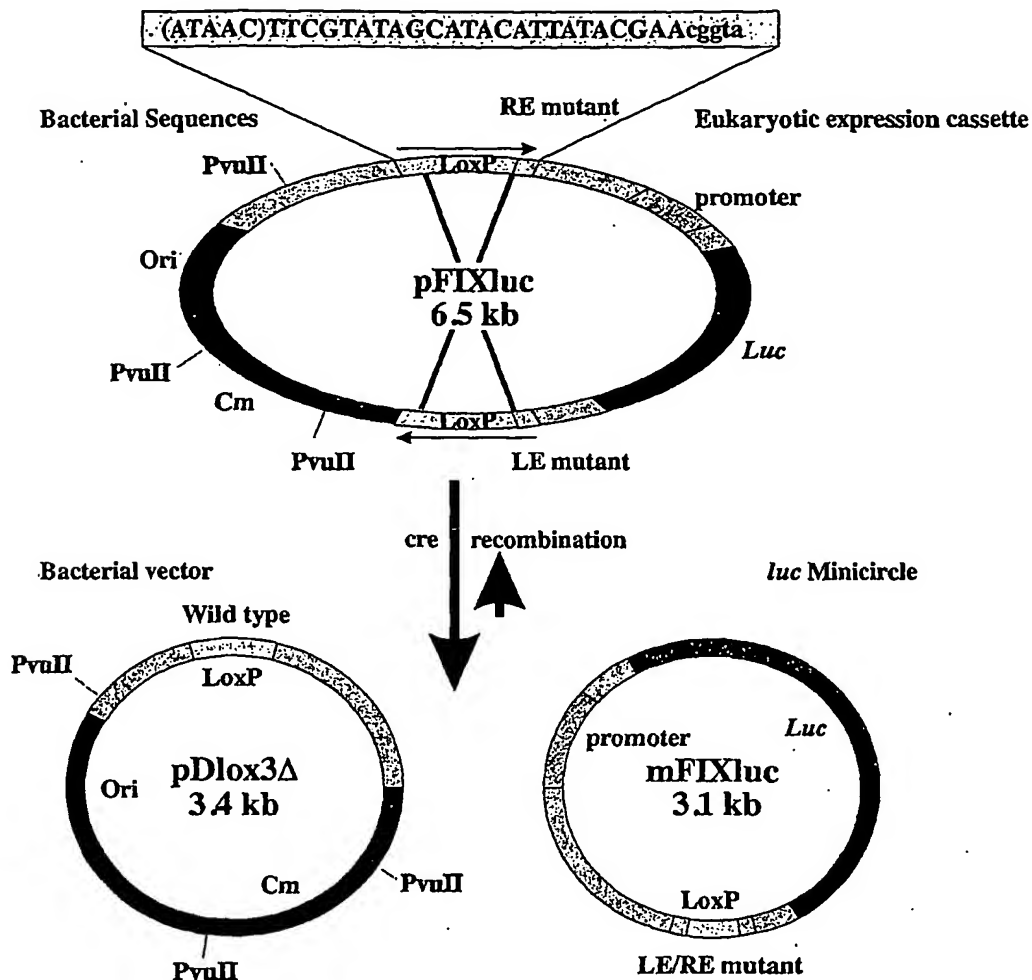 (ATAAC)TTCGTATAGCATACATTATACGAAcggta
RE mutant
Bacterial Sequences
Eukaryotic expression cassette
PvuII
LoxP
promoter
Ori
pFIXluc
6.5 kb
Luc
PvuII
Cm
LoxP
PvuII
LE mutant
cre
recombination
Bacterial vector
luc Minicircle
Wild type
PvuII
LoxP
Luc
promoter
pDlox3Δ
3.4 kb
Ori
mFIXluc
3.1 kb
Cm
PvuII
LoxP
PvuII
LE/RE mutant